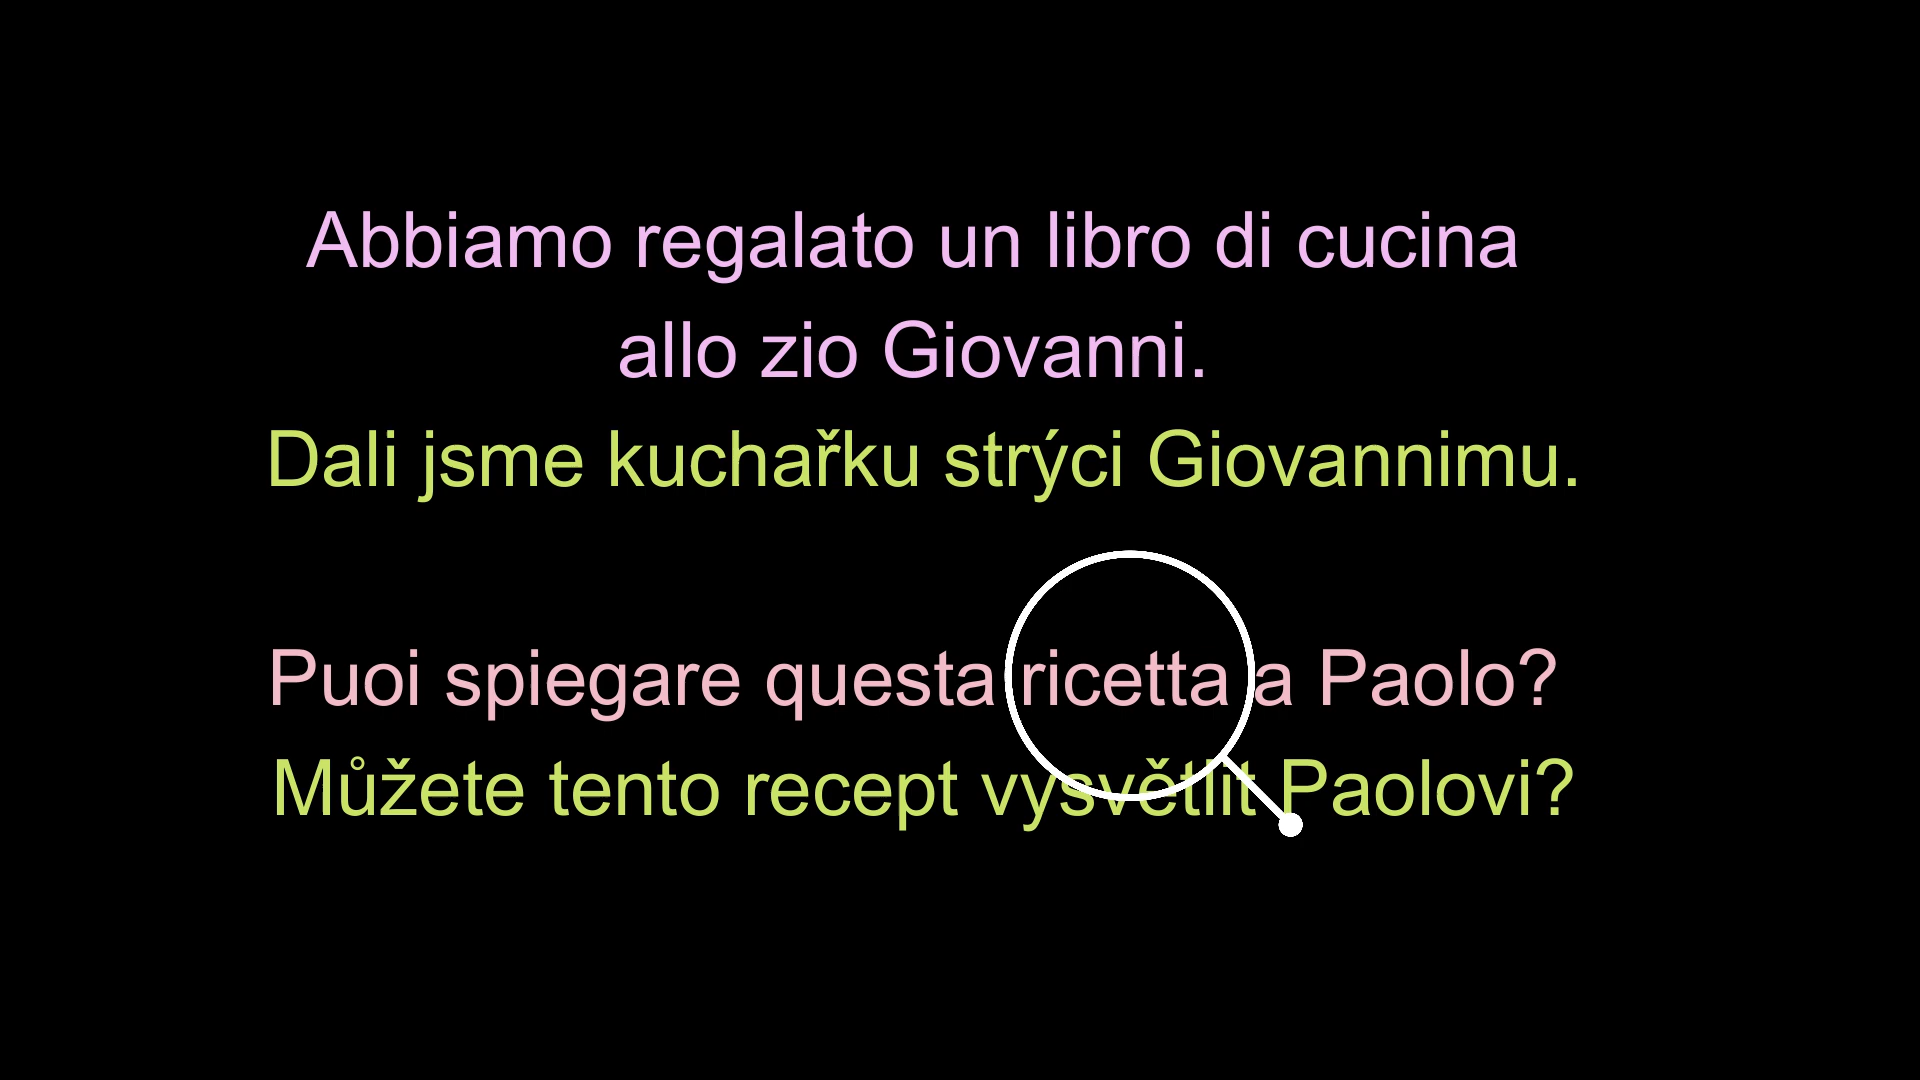 Abbiamo regalato un libro di cucina
allo zio Giovanni.
Dali jsme kuchařku strýci Giovannimu.
Puoi spiegare questa ricetta a Paolo?
Můžete tento recept vysvětlit Paolovi?